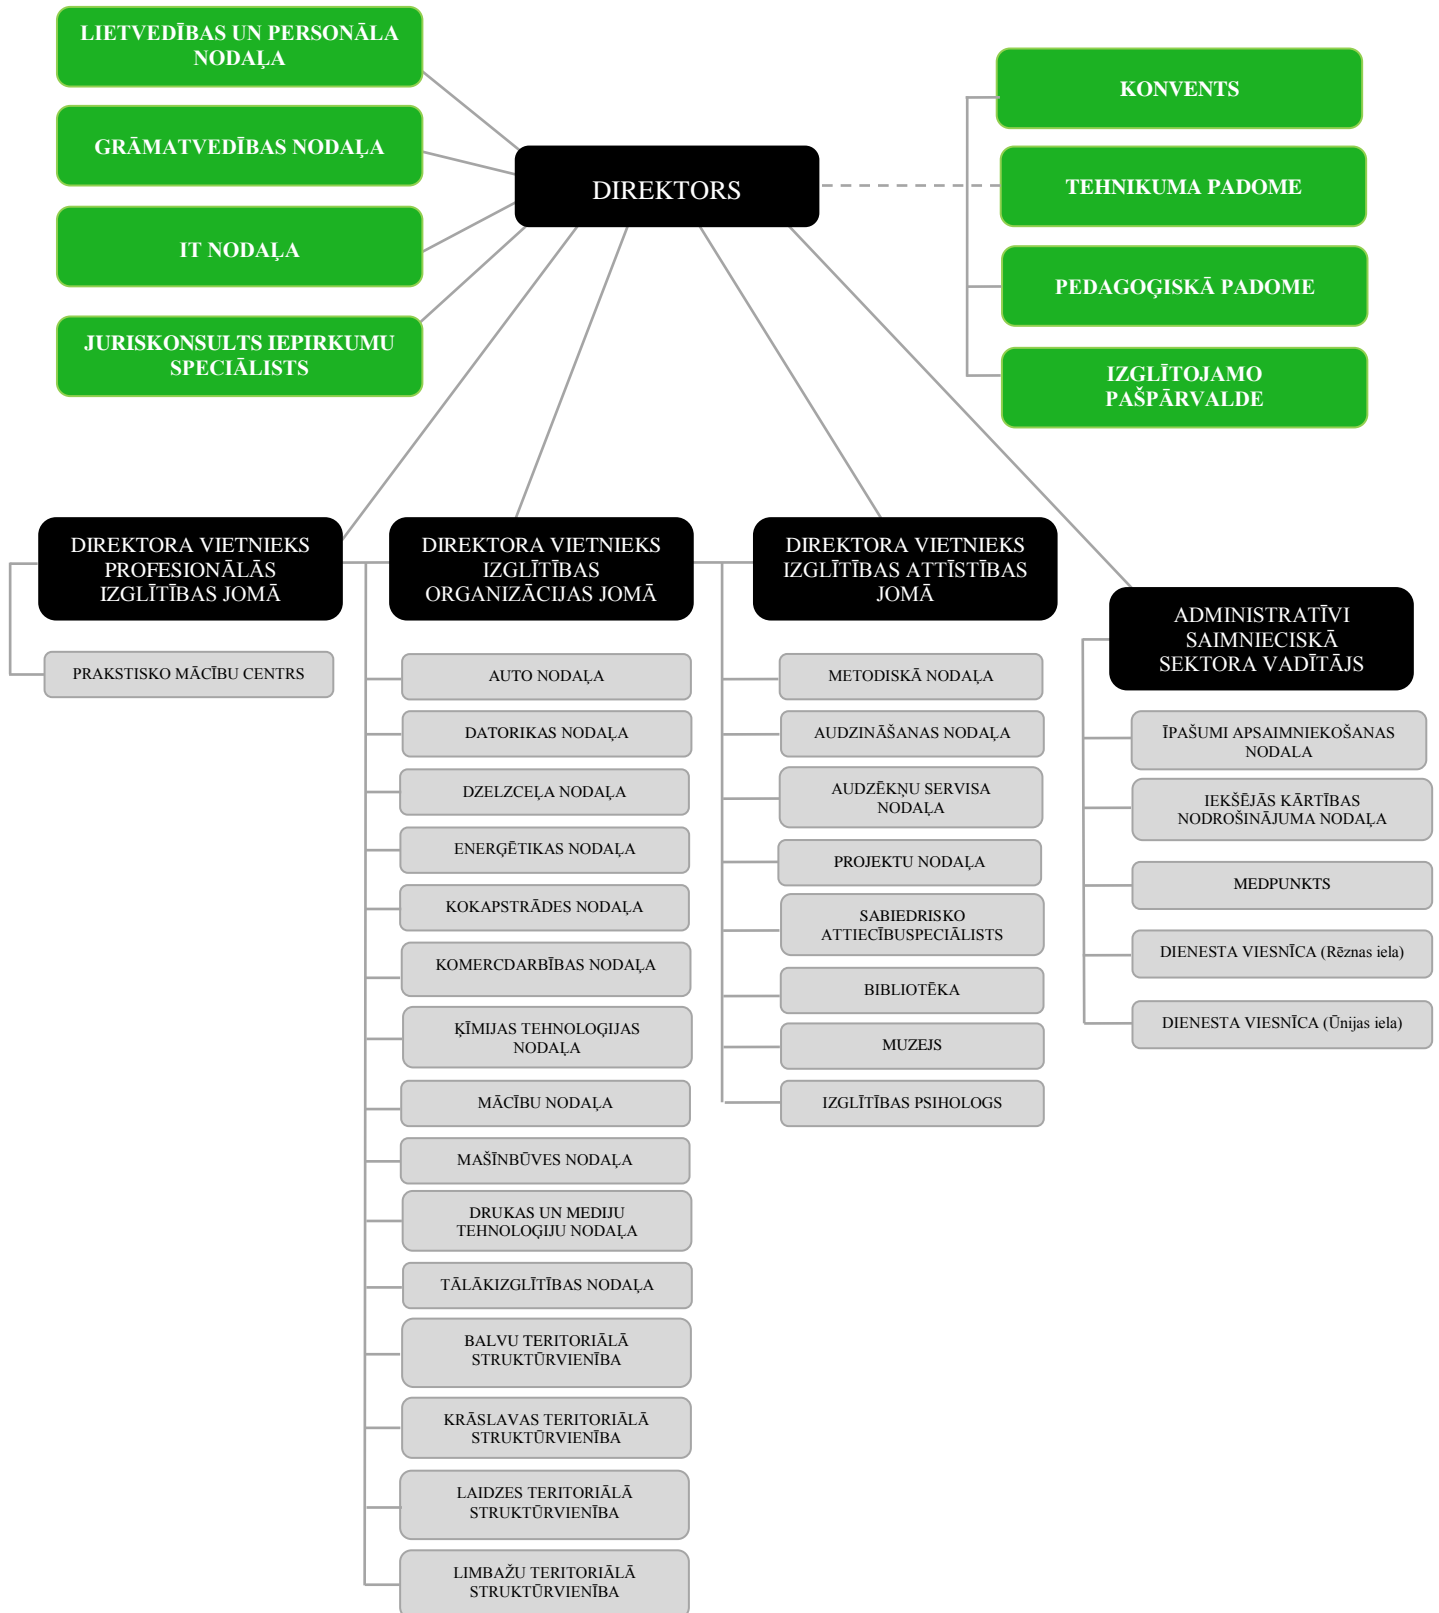 LIETVEDĪBAS UN PERSONĀLA
NODAĻA
GRĀMATVEDĪBAS NODAĻA
IT NODAĻA
JURISKONSULTS IEPIRKUMU
SPECIĀLISTS
DIREKTORS
KONVENTS
TEHNIKUMA PADOME
PEDAGOĢISKĀ PADOME
IZGLĪTOJAMO
PAŠPĀRVALDE
DIREKTORA VIETNIEKS
PROFESIONĀLĀS
IZGLĪTĪBAS JOMĀ
PRAKSTISKO MĀCĪBU CENTRS
DIREKTORA VIETNIEKS
IZGLĪTĪBAS
ORGANIZĀCIJAS JOMĀ
AUTO NODAĻA
DATORIKAS NODAĻA
DZELZCEĻA NODAĻA
ENERĢĒTIKAS NODAĻA
KOKAPSTRĀDES NODAĻA
KOMERCDARBĪBAS NODAĻA
ĶĪMIJAS TEHNOLOĢIJAS
NODAĻA
MĀCĪBU NODAĻA
MAŠĪNBŪVES NODAĻA
DRUKAS UN MEDIJU
TEHNOLOĢIJU NODAĻA
TĀLĀKIZGLĪTĪBAS NODAĻA
BALVU TERITORIĀLĀ
STRUKTŪRVIENĪBA
KRĀSLAVAS TERITORIĀLĀ
STRUKTŪRVIENĪBA
LAIDZES TERITORIĀLĀ
STRUKTŪRVIENĪBA
LIMBAŽU TERITORIĀLĀ
STRUKTŪRVIENĪBA
DIREKTORA VIETNIEKS
IZGLĪTĪBAS ATTĪSTĪBAS
JOMĀ
METODISKĀ NODAĻA
AUDZINĀŠANAS NODAĻA
AUDZĒKŅU SERVISA
NODAĻA
PROJEKTU NODAĻA
SABIEDRISKO
ATTIECĪBUSPECIĀLISTS
BIBLIOTĒKA
MUZEJS
IZGLĪTĪBAS PSIHOLOGS
ADMINISTRATĪVI
SAIMNIECISKĀ
SEKTORA VADĪTĀJS
ĪPAŠUMI APSAIMNIEKOŠANAS
NODALA
IEKŠĒJĀS KĀRTĪBAS
NODROŠINĀJUMA NODAĻA
MEDPUNKTS
DIENESTA VIESNĪCA (Rēznas iela)
DIENESTA VIESNĪCA (Ūnijas iela)